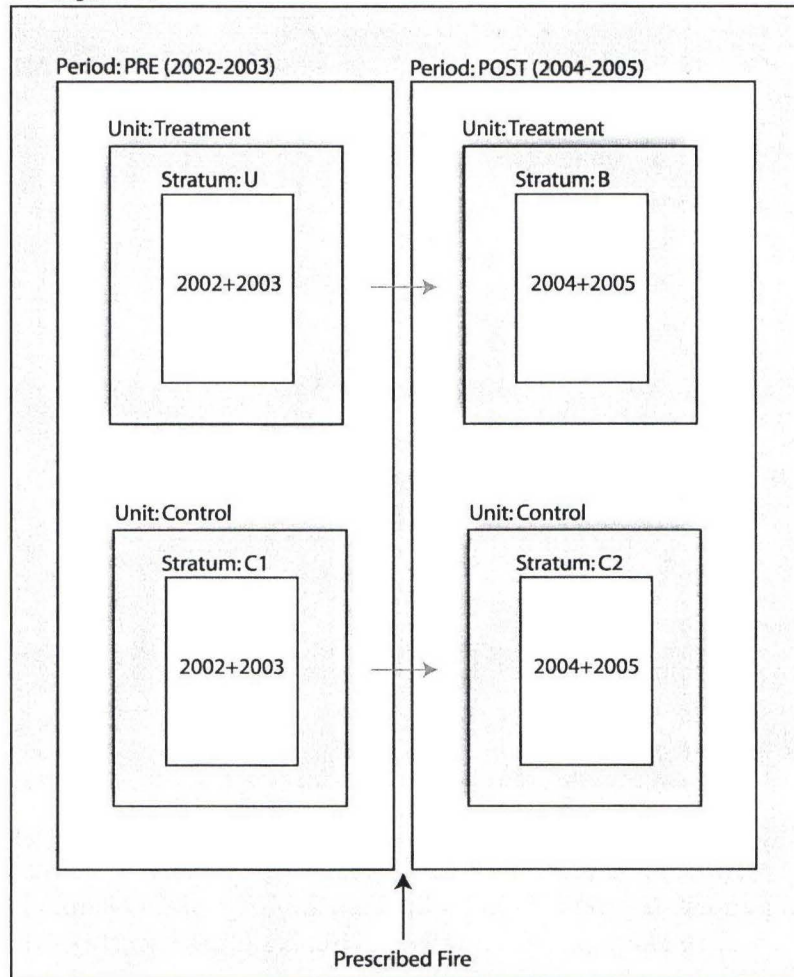 Period: PRE (2002-2003)
Period: POST (2004-2005)
Unit: Treatment
Unit: Treatment
Stratum: U
Stratum: B
2002+2003
2004+2005
Unit: Control
Unit: Control
Stratum: C1
Stratum: C2
2002+2003
2004+2005
Prescribed Fire